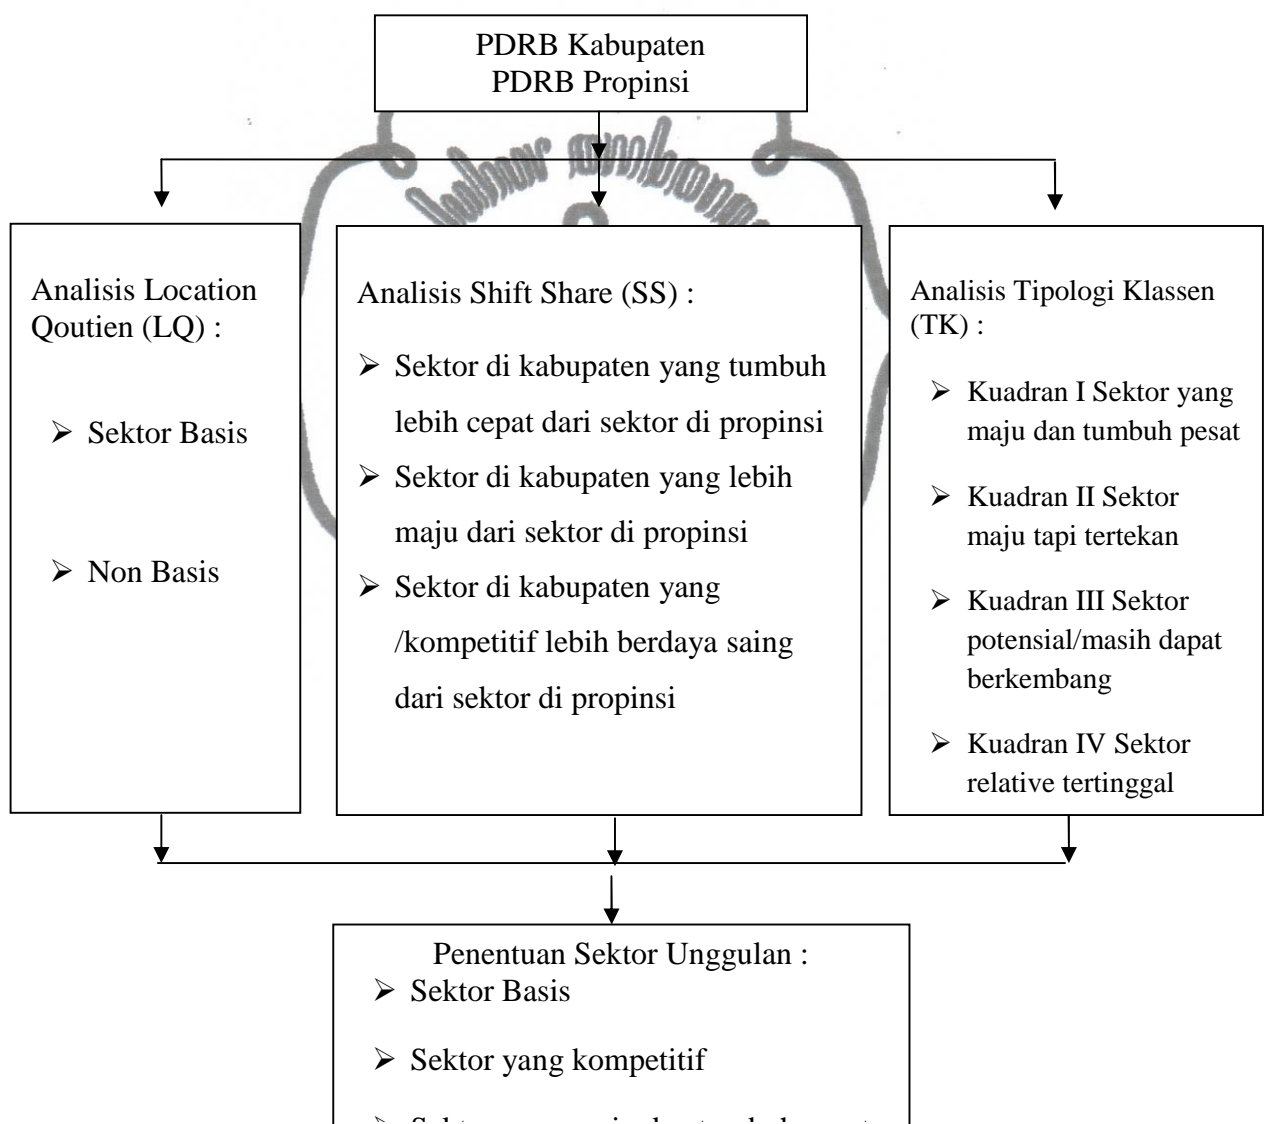 PDRB Kabupaten
PDRB Propinsi
Analisis Location
Qoutien (LQ) :
➢ Sektor Basis
➢ Non Basis
Analisis Shift Share (SS) :
➢ Sektor di kabupaten yang tumbuh
lebih cepat dari sektor di propinsi
➢ Sektor di kabupaten yang lebih
maju dari sektor di propinsi
➢ Sektor di kabupaten yang
/kompetitif lebih berdaya saing
dari sektor di propinsi
Analisis Tipologi Klassen
(TK) :
➢ Kuadran I Sektor yang
maju dan tumbuh pesat
➢ Kuadran II Sektor
maju tapi tertekan
➢ Kuadran III Sektor
potensial/masih dapat
berkembang
➢ Kuadran IV Sektor
relative tertinggal
Penentuan Sektor Unggulan :
➢ Sektor Basis
➢ Sektor yang kompetitif